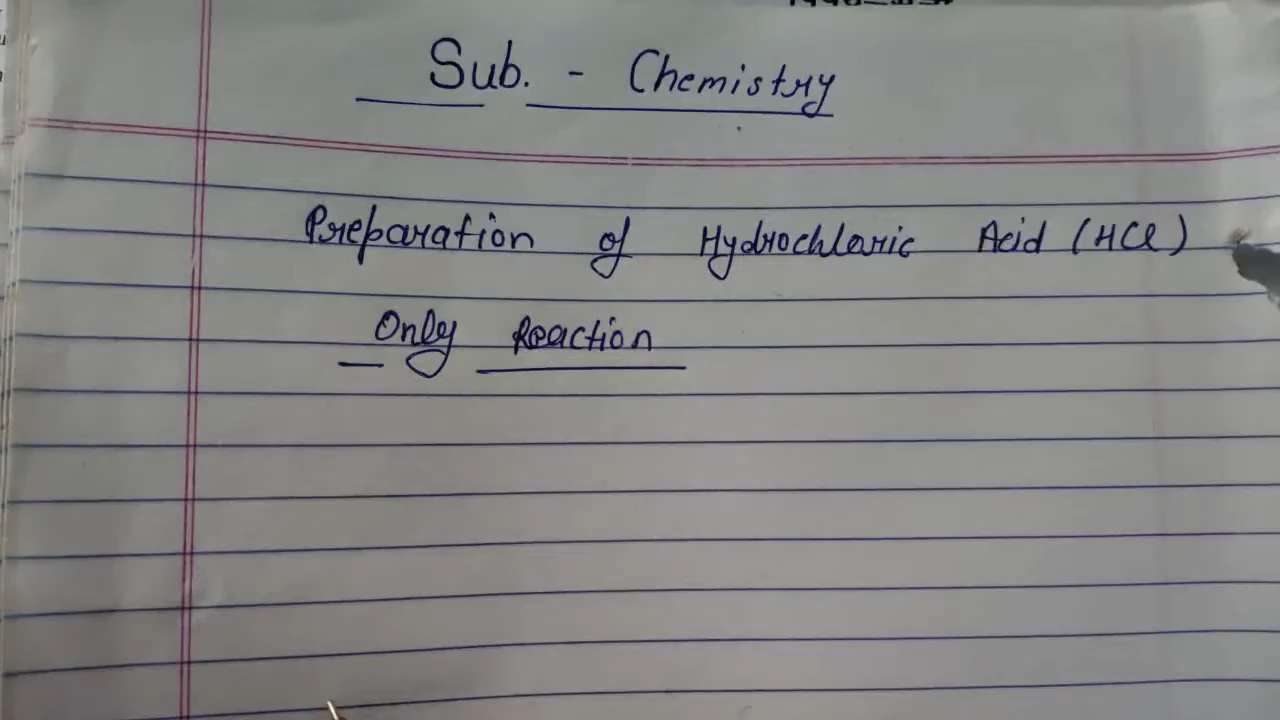 Sub. - Chemistry
Preparation of Hydrochloric Acid (HCl)
Only Reaction